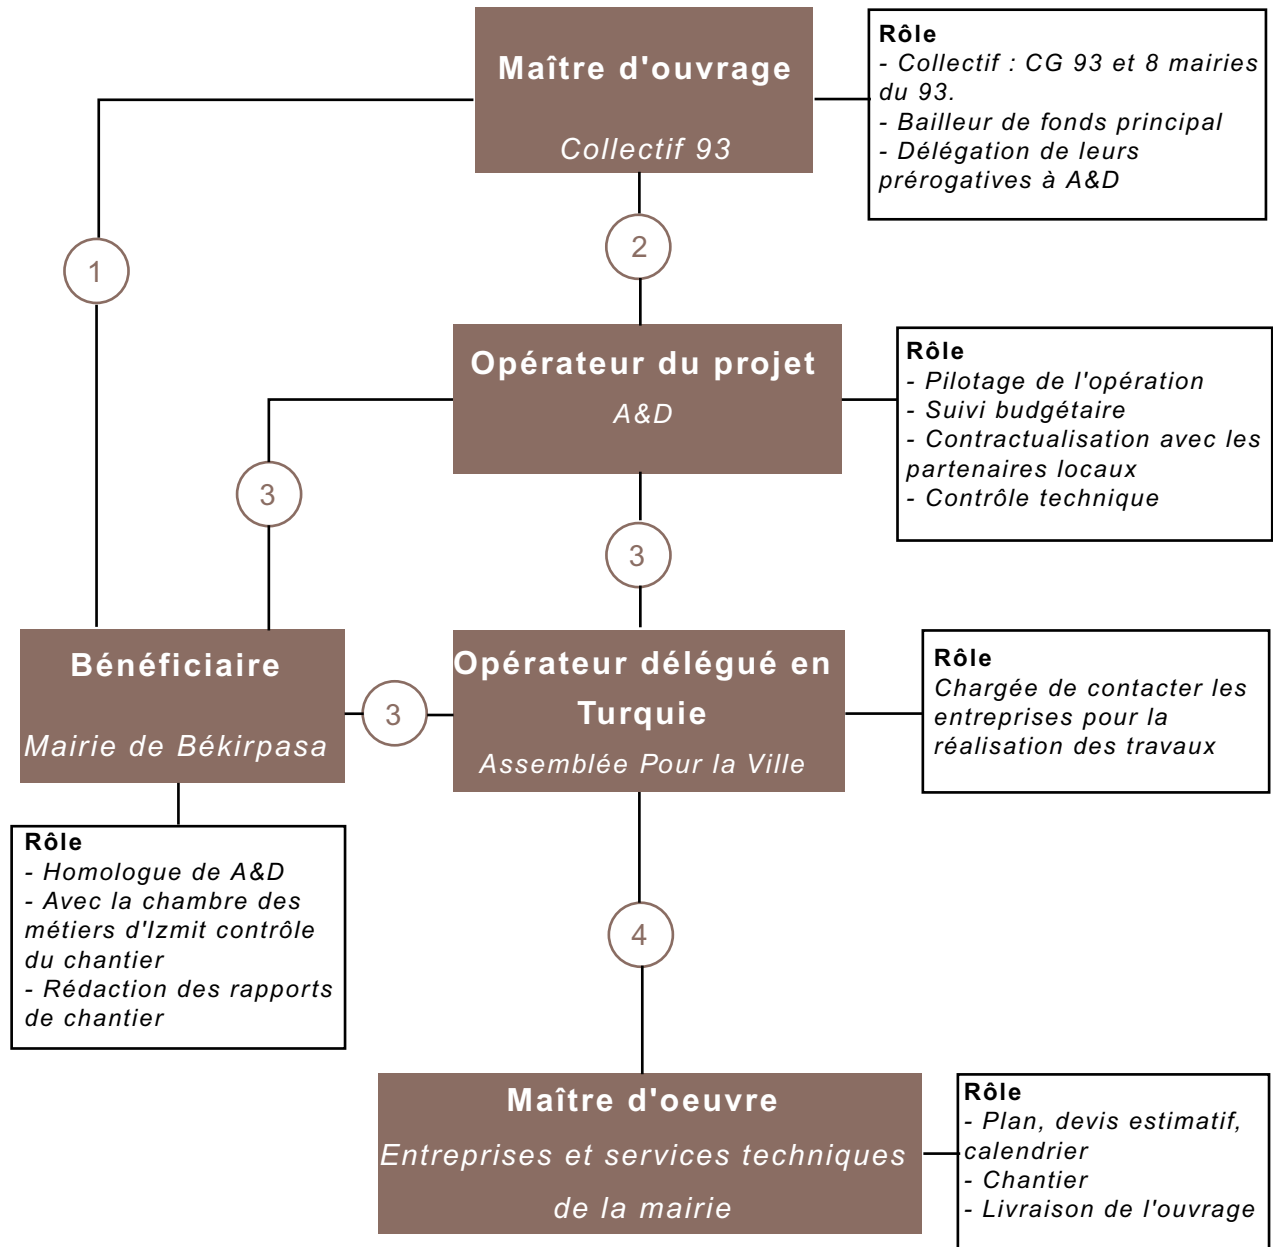 Maître d'ouvrage
Collectif 93
Rôle
- Collectif : CG 93 et 8 mairies
du 93.
- Bailleur de fonds principal
- Délégation de leurs
prérogatives à A&D
1
2
Opérateur du projet
A&D
Rôle
- Pilotage de l'opération
- Suivi budgétaire
- Contractualisation avec les
partenaires locaux
- Contrôle technique
3
3
Bénéficiaire
Mairie de Békirpasa
3
Opérateur délégué en
Turquie
Assemblée Pour la Ville
Rôle
Chargée de contacter les
entreprises pour la
réalisation des travaux
Rôle
- Homologue de A&D
- Avec la chambre des
métiers d'Izmit contrôle
du chantier
- Rédaction des rapports
de chantier
4
Maître d'oeuvre
Entreprises et services techniques
de la mairie
Rôle
- Plan, devis estimatif,
calendrier
- Chantier
- Livraison de l'ouvrage